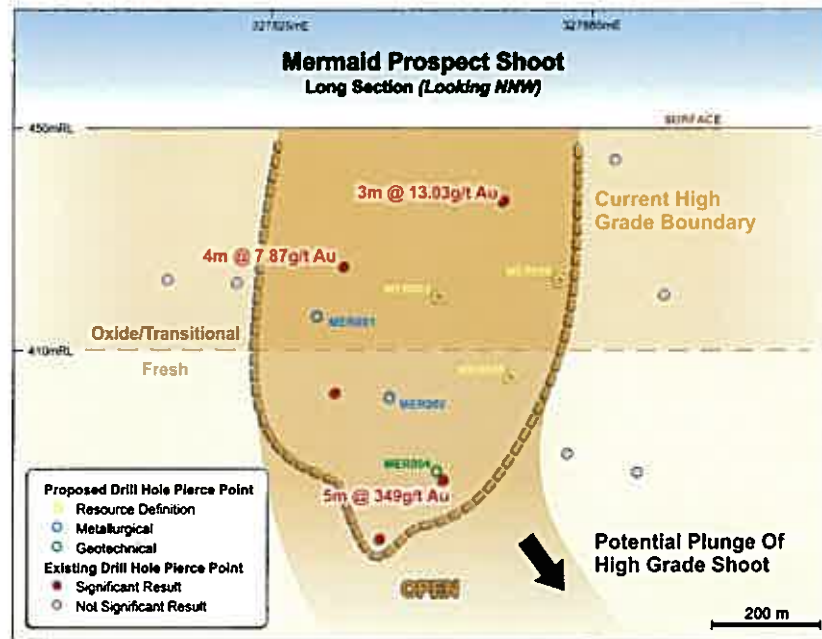 Mermaid Prospect Shoot
Long Section (Looking NNW)
450mRL
SURFACE
3m @ 13.03g/t Au
Current High
Grade Boundary
4m @ 7.87g/t Au
MER001
Oxide/Transitional
410mRL
Fresh
MER004
5m @ 349g/t Au
Proposed Drill Hole Pierce Point
Resource Definition
Metallurgical
Geotechnical
Existing Drill Hole Pierce Point
Significant Result
Not Significant Result
Potential Plunge Of
High Grade Shoot
OPEN
200 m